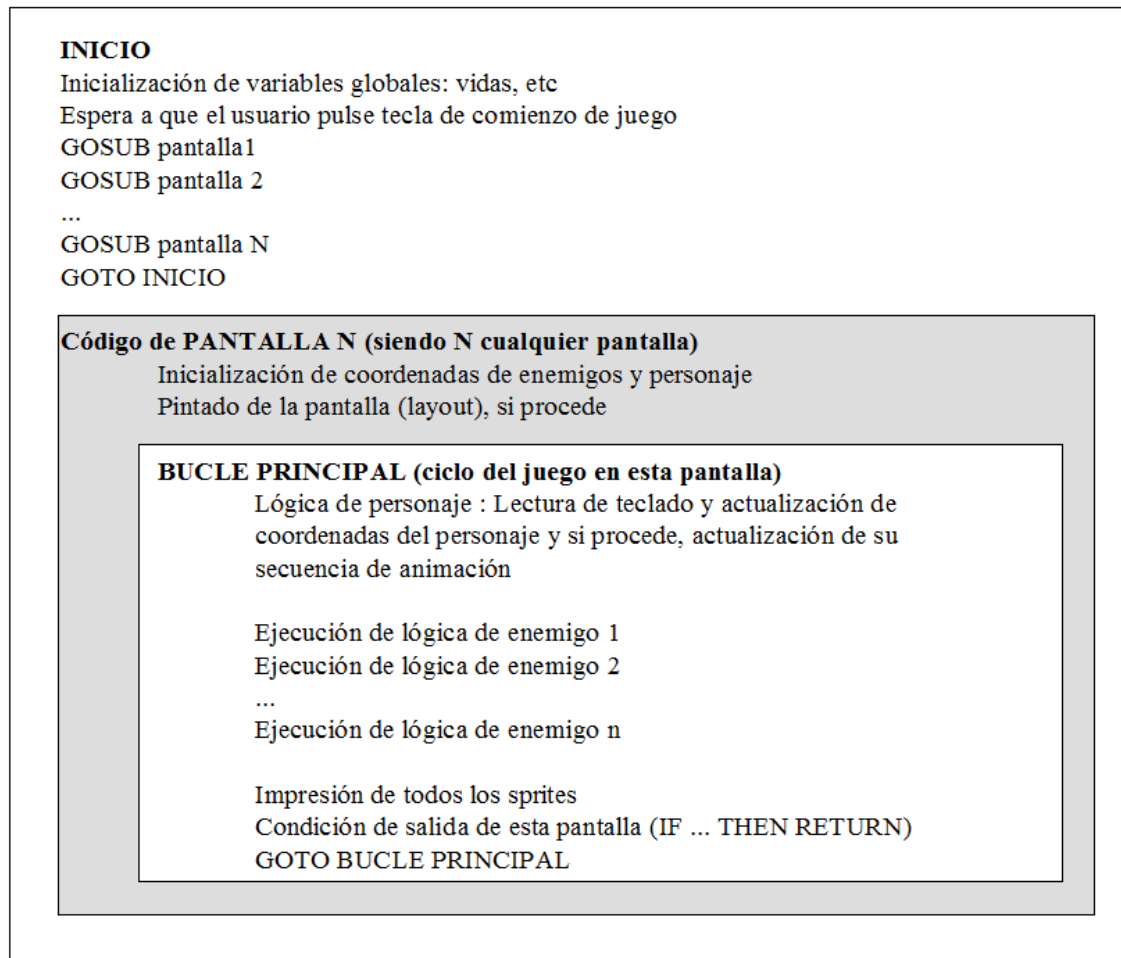 INICIO
Inicialización de variables globales: vidas, etc
Espera a que el usuario pulse tecla de comienzo de juego
GOSUB pantalla1
GOSUB pantalla 2
...
GOSUB pantalla N
GOTO INICIO
Código de PANTALLA N (siendo N cualquier pantalla)
Inicialización de coordenadas de enemigos y personaje
Pintado de la pantalla (layout), si procede
BUCLE PRINCIPAL (ciclo del juego en esta pantalla)
Lógica de personaje : Lectura de teclado y actualización de
coordenadas del personaje y si procede, actualización de su
secuencia de animación
Ejecución de lógica de enemigo 1
Ejecución de lógica de enemigo 2
...
Ejecución de lógica de enemigo n
Impresión de todos los sprites
Condición de salida de esta pantalla (IF ... THEN RETURN)
GOTO BUCLE PRINCIPAL